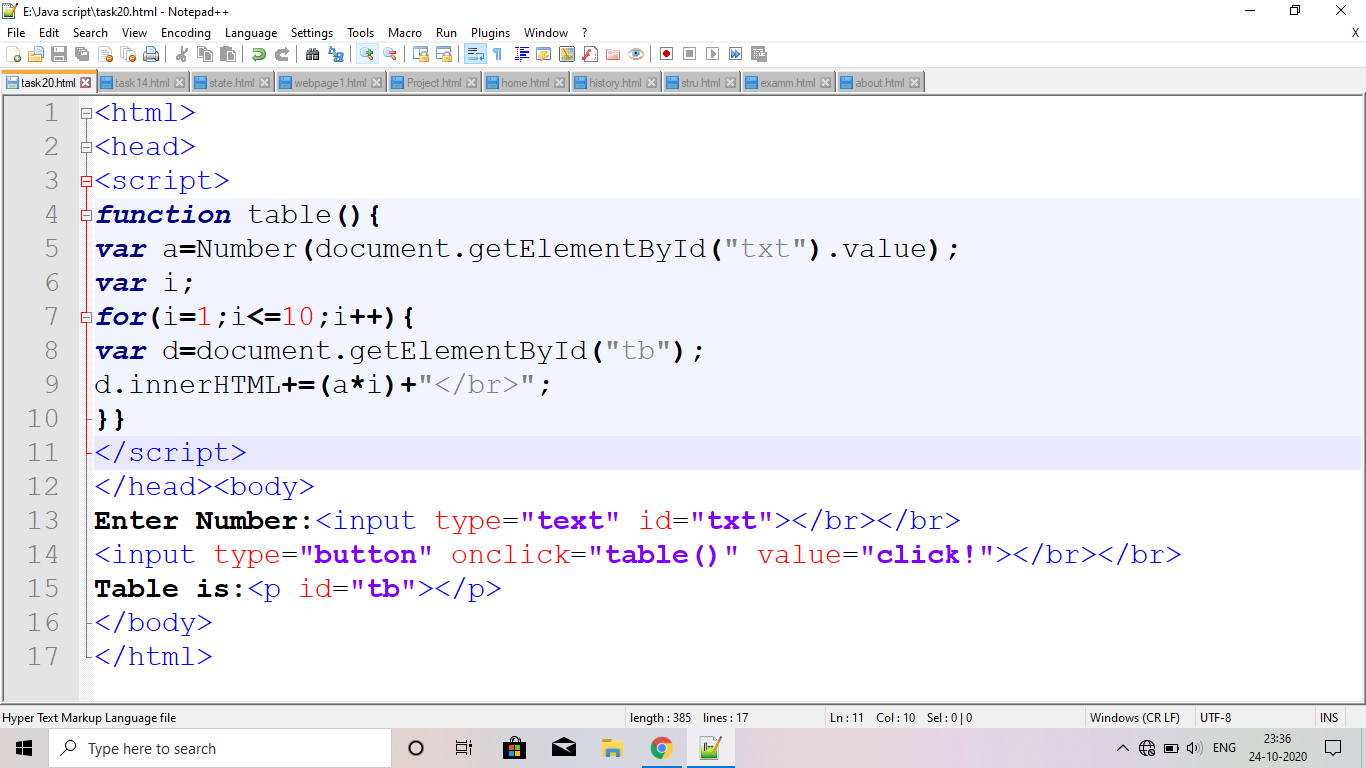 E:\Java script\task20.html - Notepad++
File Edit Search View Encoding Language Settings Tools Macro Run Plugins Window ? X
task20.html task14.html state.html webpage1.html Project.html home.html history.html stru.html examm.html about.html
1 <html>
2 <head>
3 <script>
4 function table(){
5 var a=Number(document.getElementById("txt").value);
6 var i;
7 for(i=1;i<=10;i++){
8 var d=document.getElementById("tb");
9 d.innerHTML+=(a*i)+"</br>";
10 }}
11 </script>
12 </head><body>
13 Enter Number:<input type="text" id="txt"></br></br>
14 <input type="button" onclick="table()" value="click!"></br></br>
15 Table is:<p id="tb"></p>
16 </body>
17 </html>
Hyper Text Markup Language file length : 385 lines : 17 Ln : 11 Col : 10 Sel : 0 | 0 Windows (CR LF) UTF-8 INS
Type here to search ENG 23:36
24-10-2020